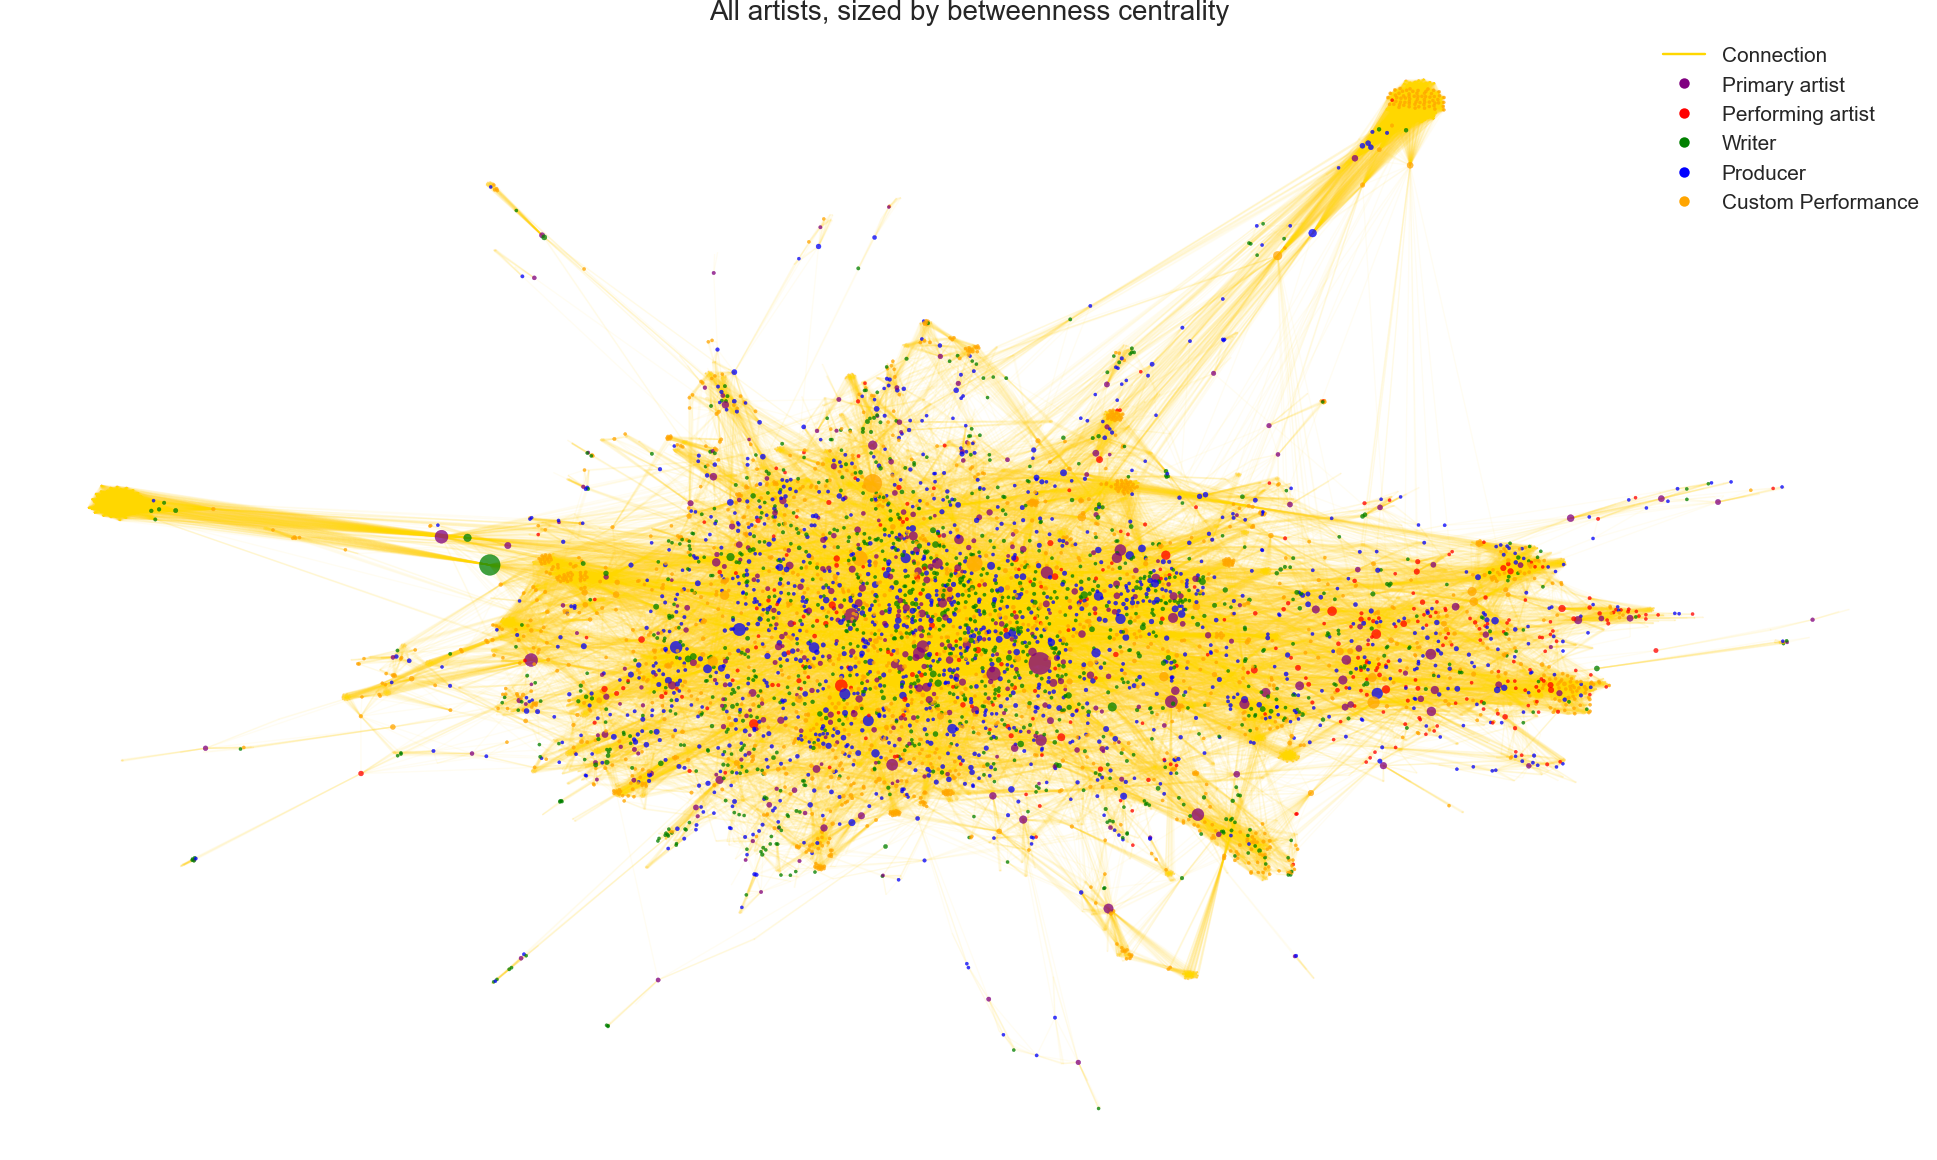 All artists, sized by betweenness centrality
Connection
Primary artist
Performing artist
Writer
Producer
Custom Performance